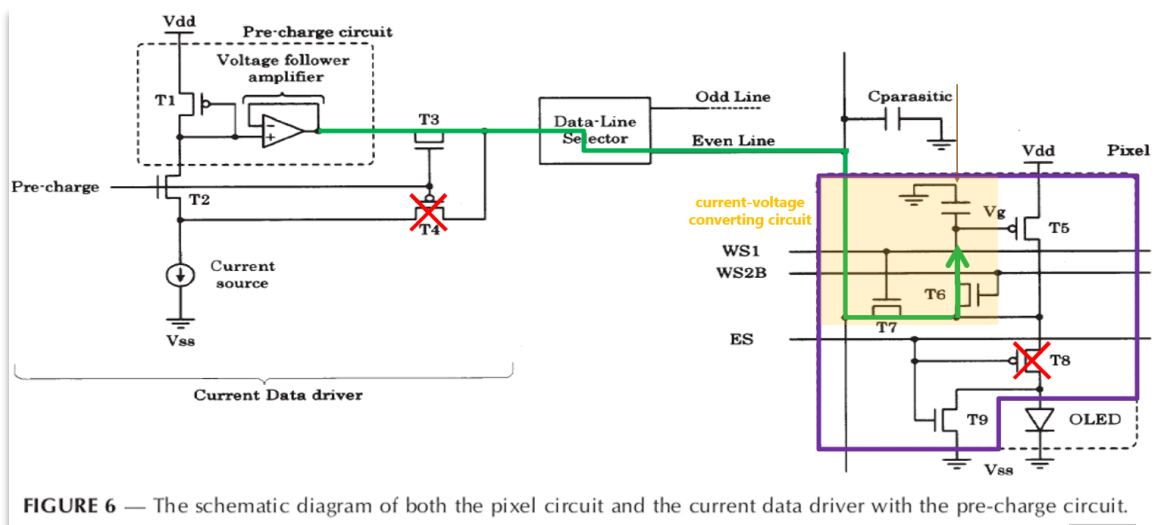 Vdd
Pre-charge circuit
Voltage follower
amplifier
T1
T3
Odd Line
Cparasitic
Data-Line
Selector
Even Line
Vdd
Pixel
Pre-charge
T2
T4
current-voltage
converting circuit
Vg
T5
WS1
WS2B
Current
source
T6
T7
Vss
ES
T8
Current Data driver
T9
OLED
Vss
FIGURE 6 — The schematic diagram of both the pixel circuit and the current data driver with the pre-charge circuit.